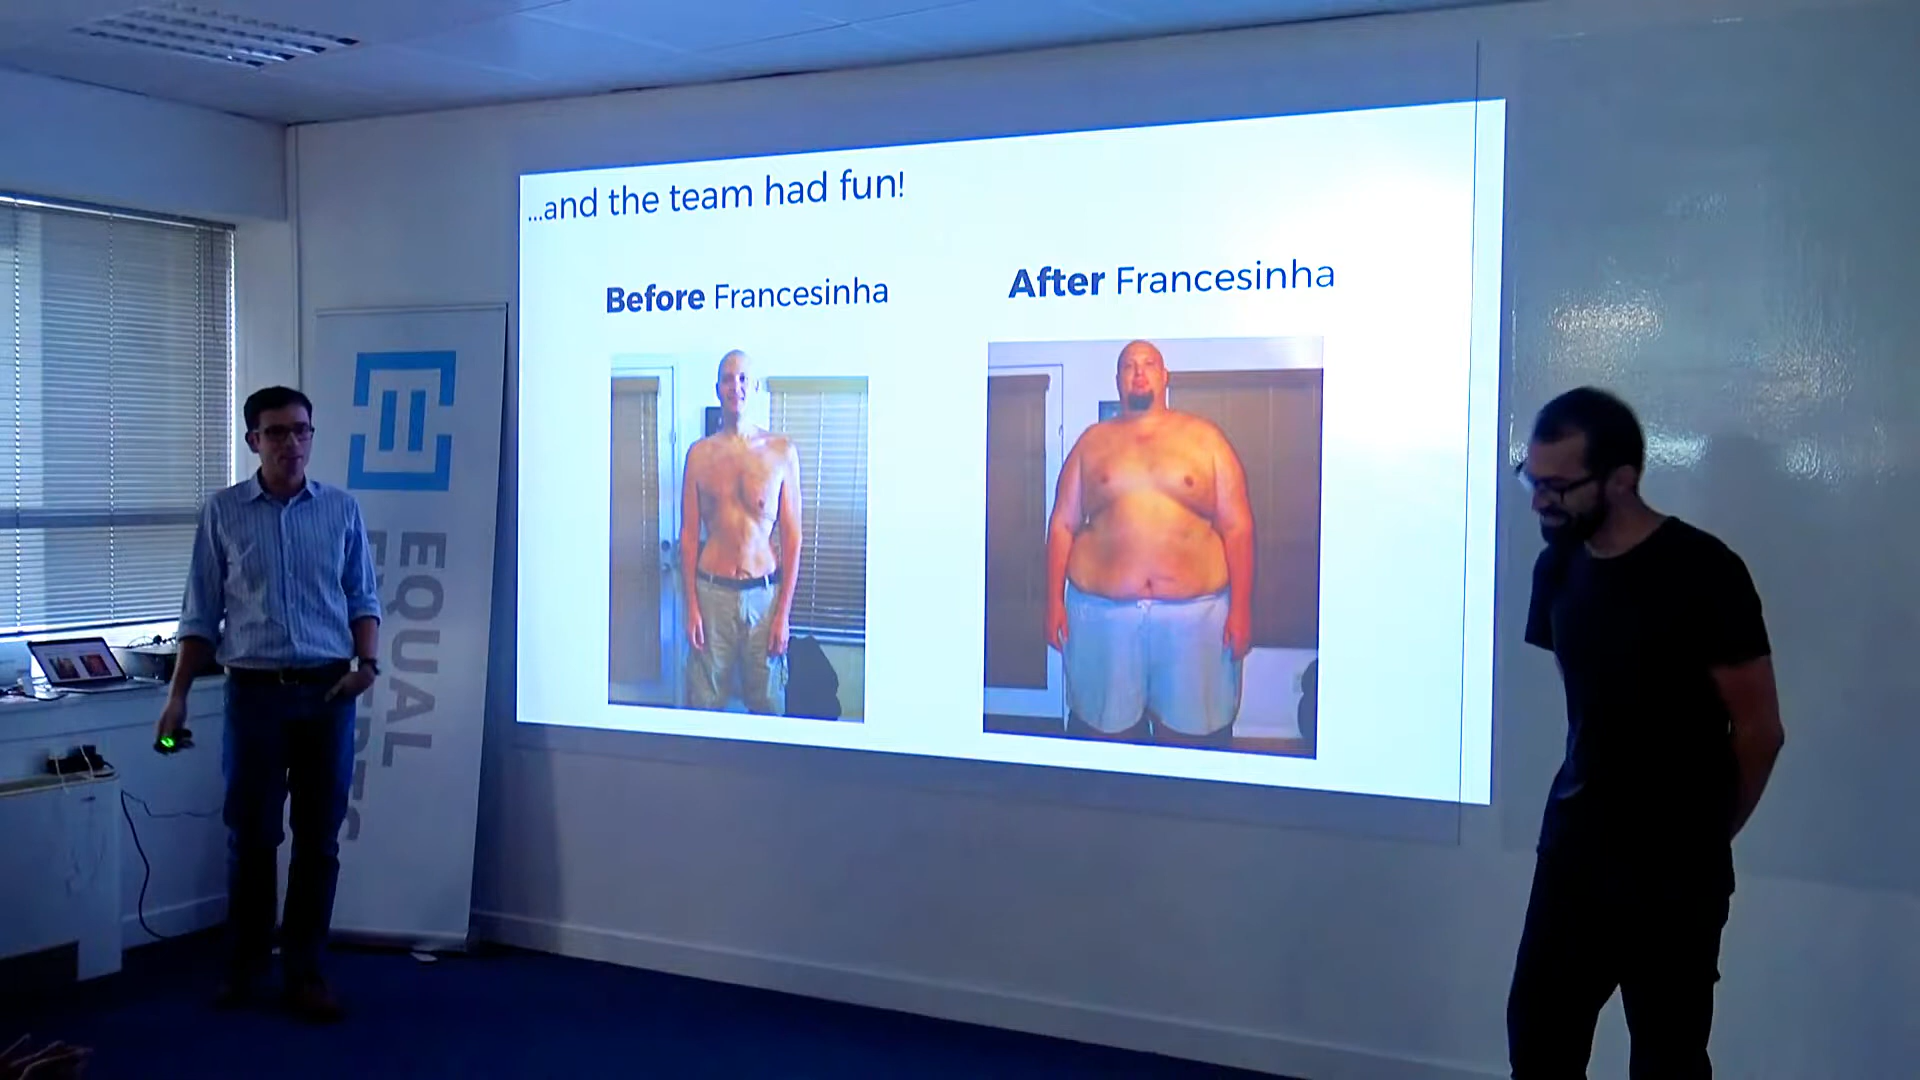 ...and the team had fun!
Before Francesinha
After Francesinha
EQUAL